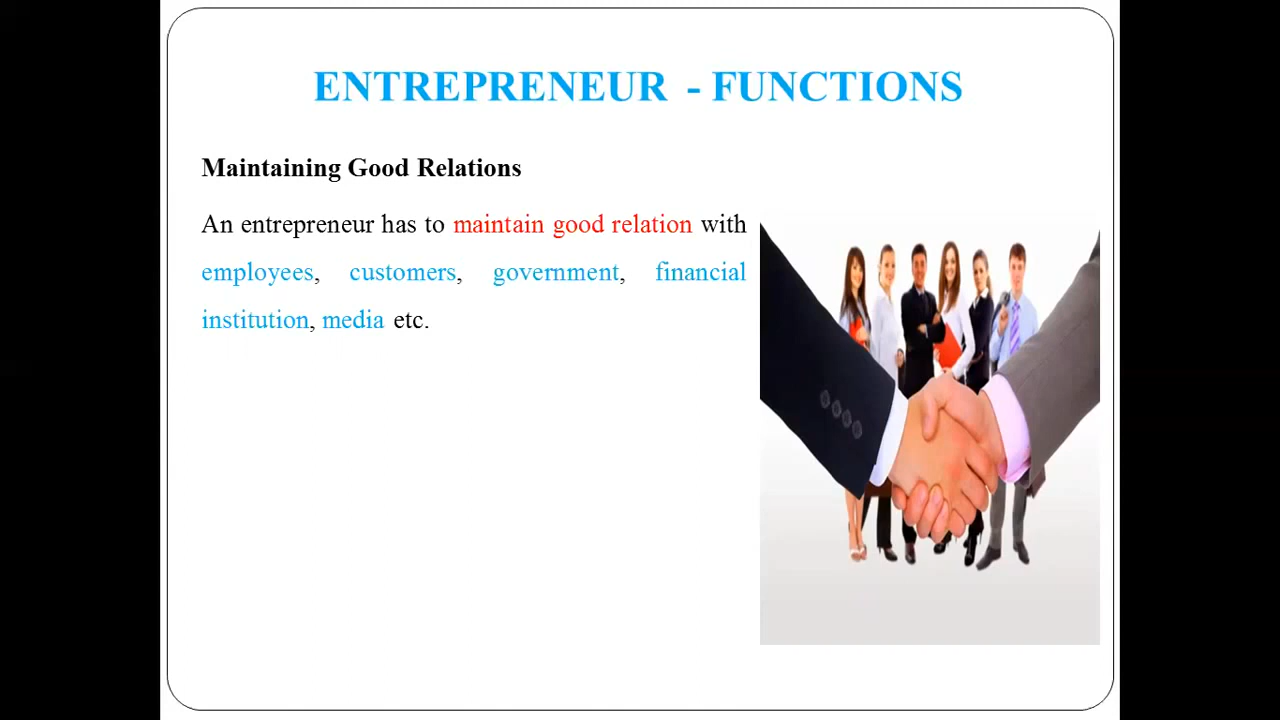 ENTREPRENEUR - FUNCTIONS
Maintaining Good Relations
An entrepreneur has to maintain good relation with
employees, customers, government, financial
institution, media etc.